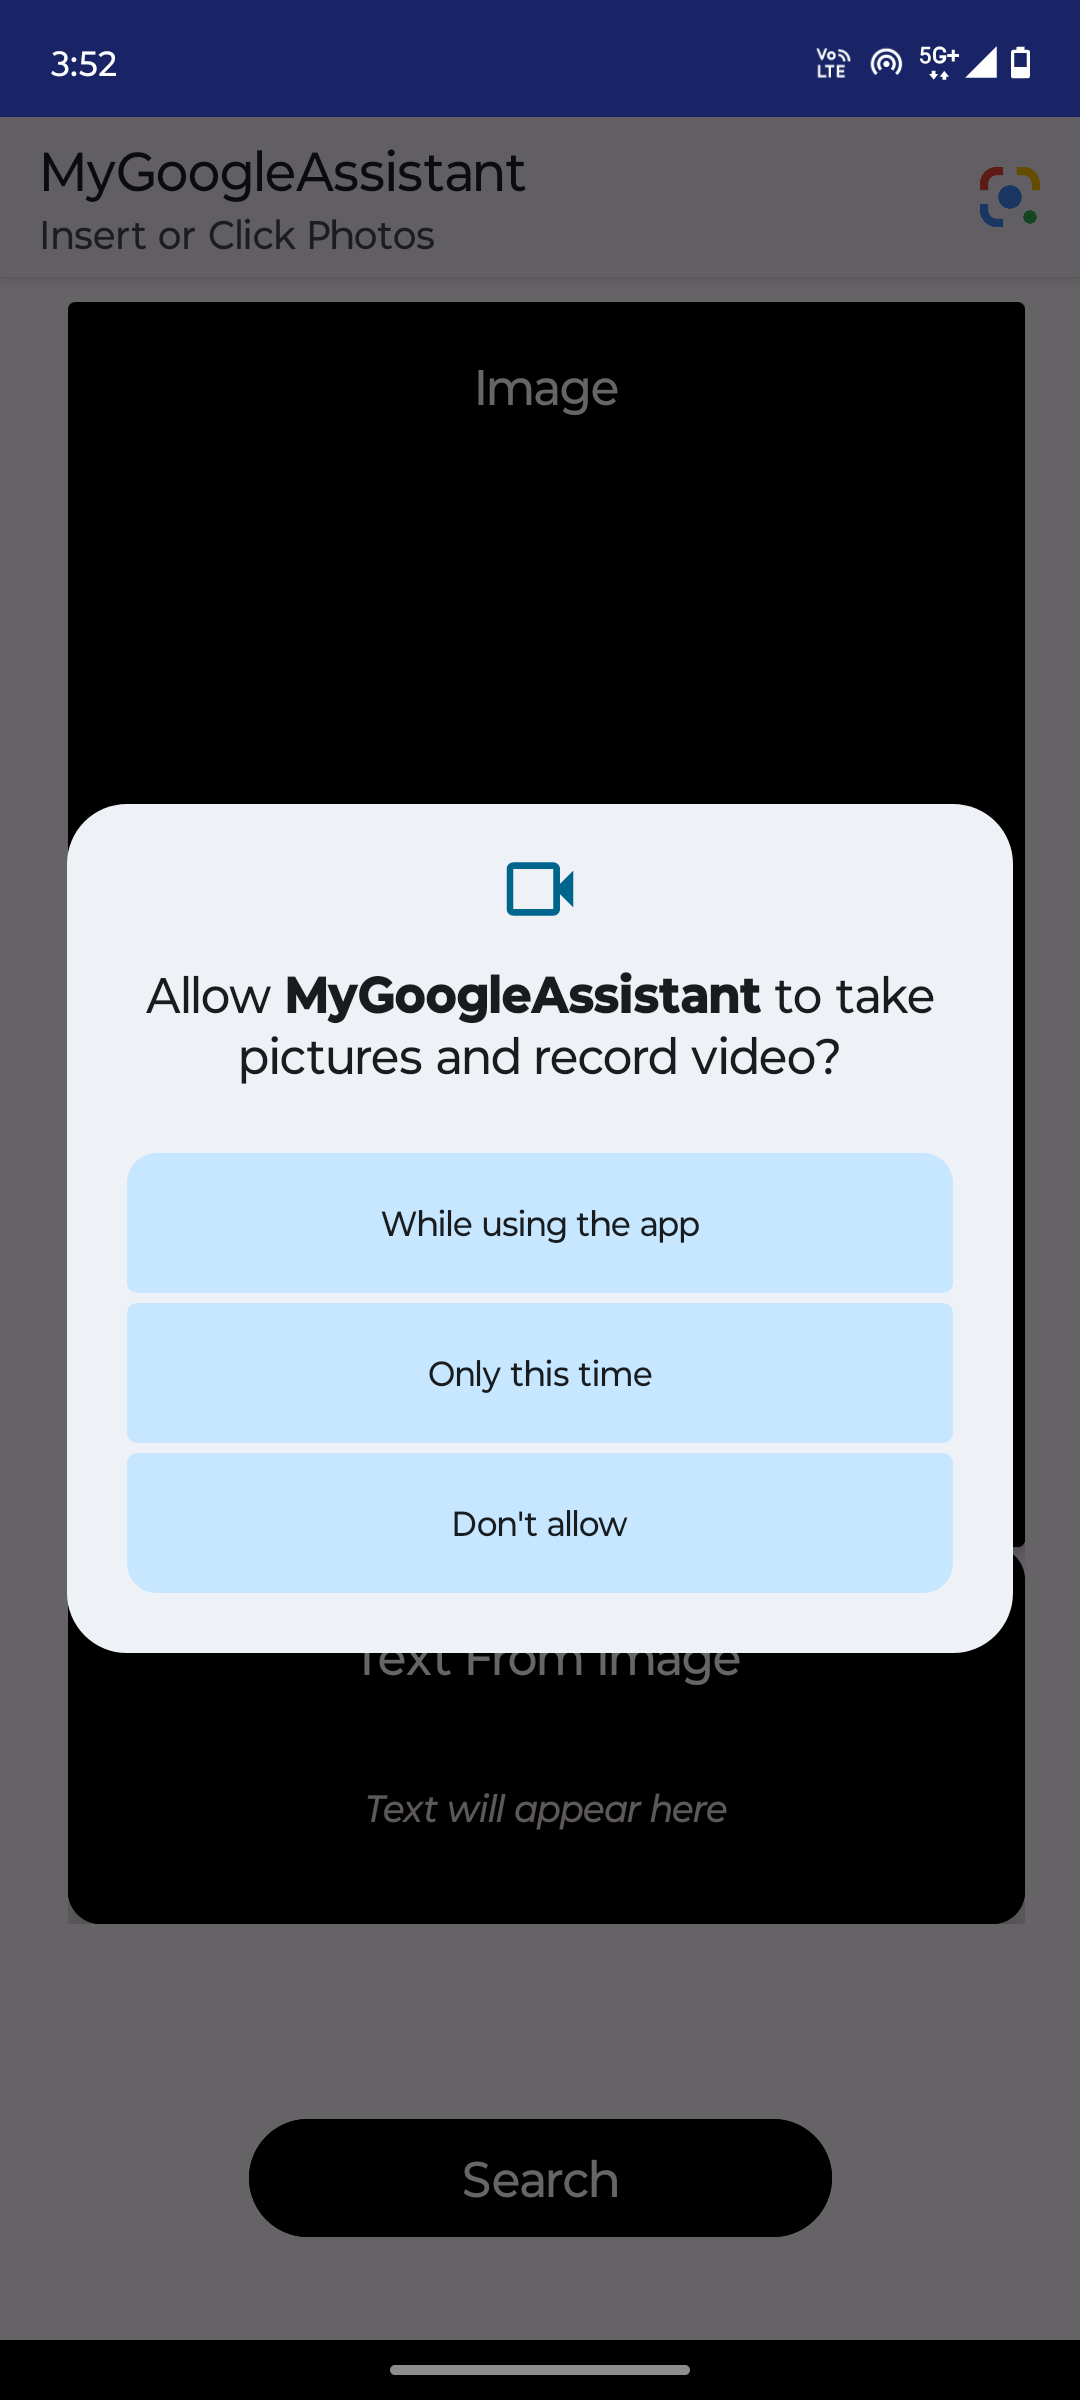 3:52
Vo LTE
5G+
MyGoogleAssistant
Insert or Click Photos
Image
Allow MyGoogleAssistant to take
pictures and record video?
While using the app
Only this time
Don't allow
Text From Image
Text will appear here
Search